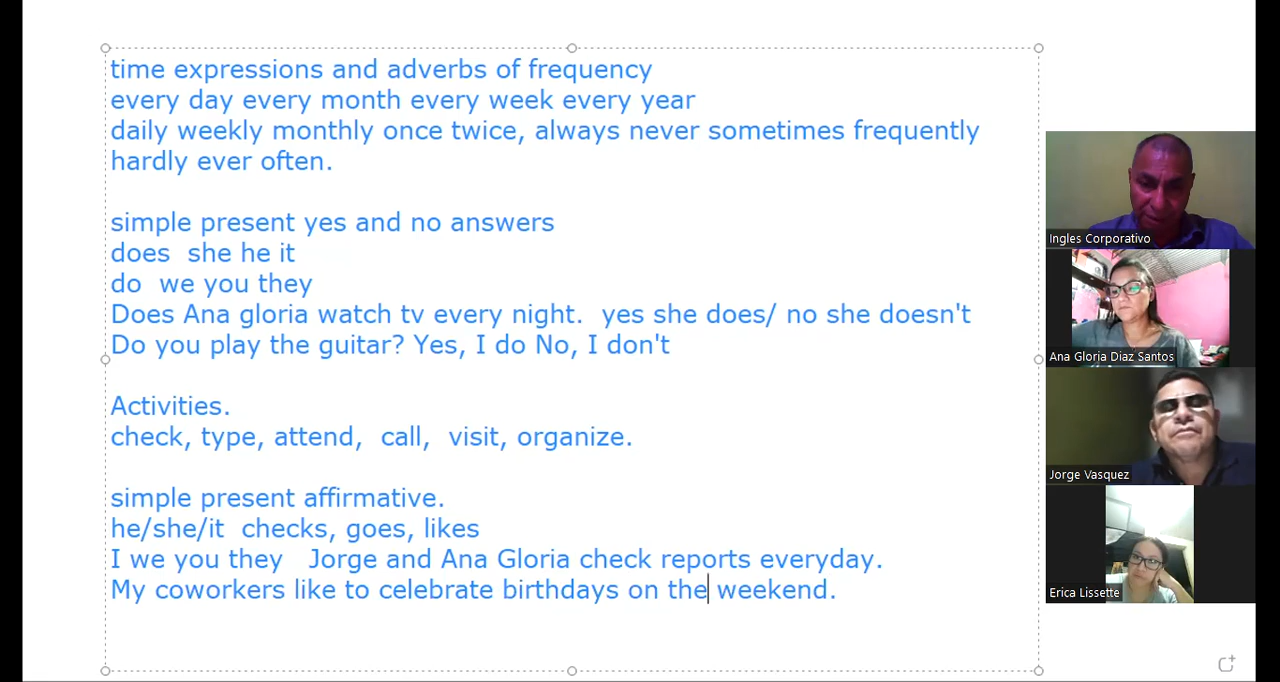 time expressions and adverbs of frequency
every day every month every week every year
daily weekly monthly once twice, always never sometimes frequently
hardly ever often.
simple present yes and no answers
does  she he it
do  we you they
Does Ana gloria watch tv every night.  yes she does/ no she doesn't
Do you play the guitar? Yes, I do No, I don't
Activities.
check, type, attend,  call,  visit, organize.
simple present affirmative.
he/she/it  checks, goes, likes
I we you they   Jorge and Ana Gloria check reports everyday.
My coworkers like to celebrate birthdays on the weekend.
Ingles Corporativo
Ana Gloria Diaz Santos
Jorge Vasquez
Erica Lissette